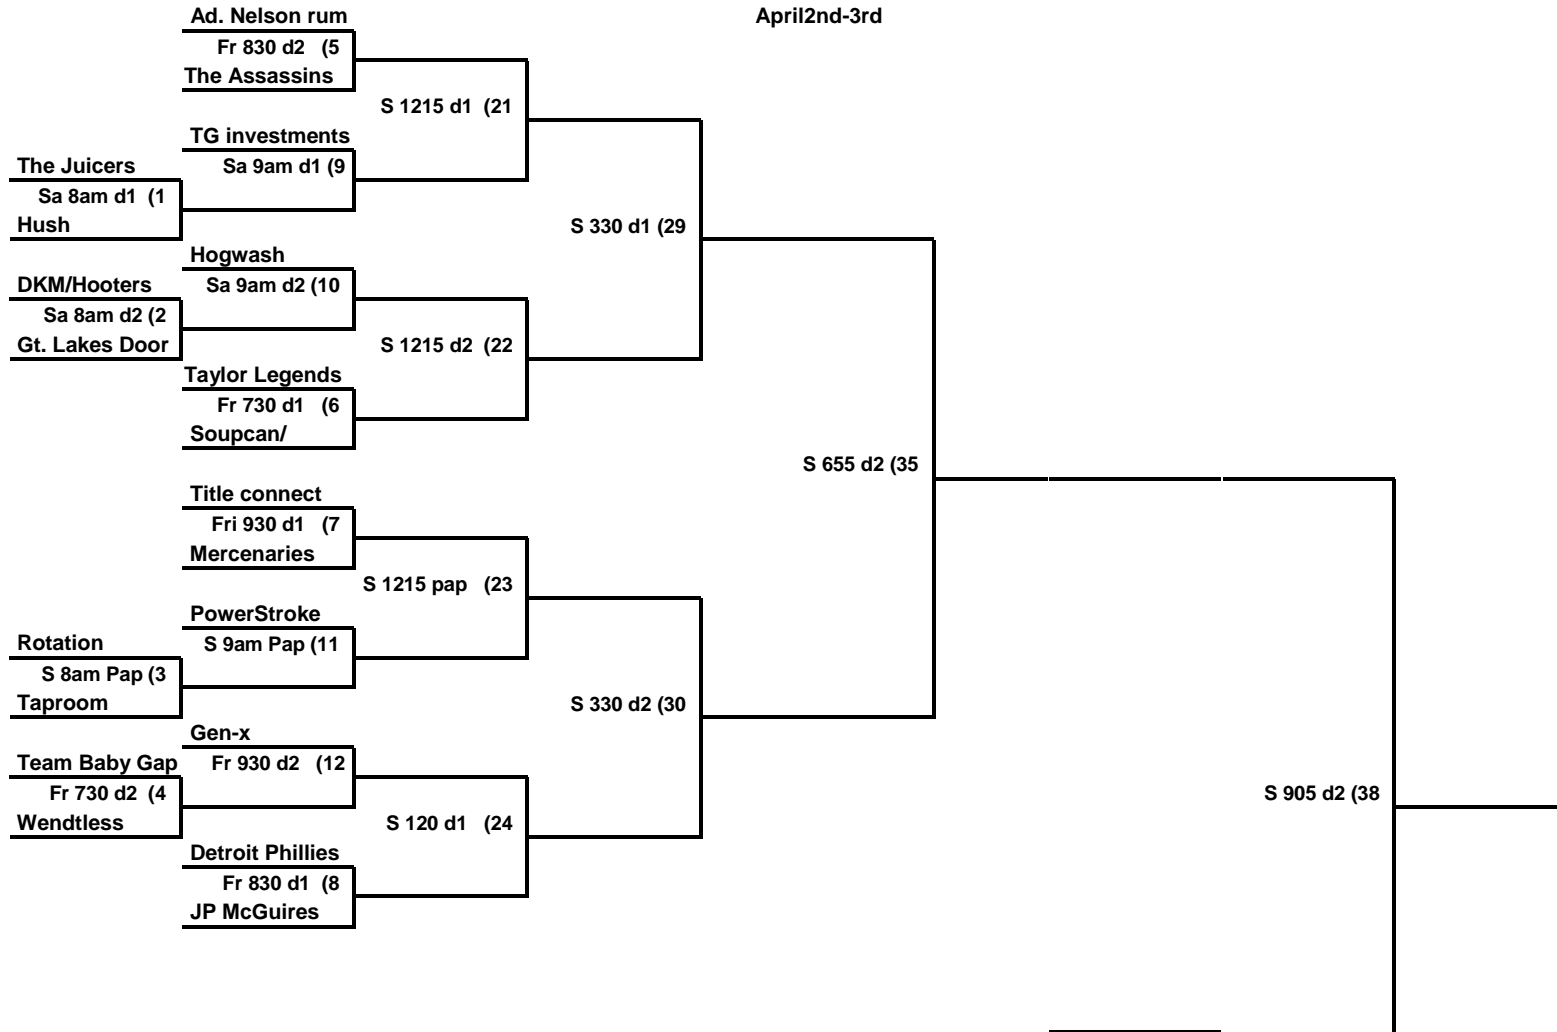 Ad. Nelson rum
April2nd-3rd
Fr 830 d2 (5
The Assassins
S 1215 d1 (21
TG investments
The Juicers
Sa 9am d1 (9
Sa 8am d1 (1
Hush
S 330 d1 (29
Hogwash
DKM/Hooters
Sa 9am d2 (10
Sa 8am d2 (2
Gt. Lakes Door
S 1215 d2 (22
Taylor Legends
Fr 730 d1 (6
Soupcan/
S 655 d2 (35
Title connect
Fri 930 d1 (7
Mercenaries
S 1215 pap (23
PowerStroke
Rotation
S 9am Pap (11
S 8am Pap (3
Taproom
S 330 d2 (30
Gen-x
Team Baby Gap
Fr 930 d2 (12
Fr 730 d2 (4
S 905 d2 (38
Wendtless
S 120 d1 (24
Detroit Phillies
Fr 830 d1 (8
JP McGuires